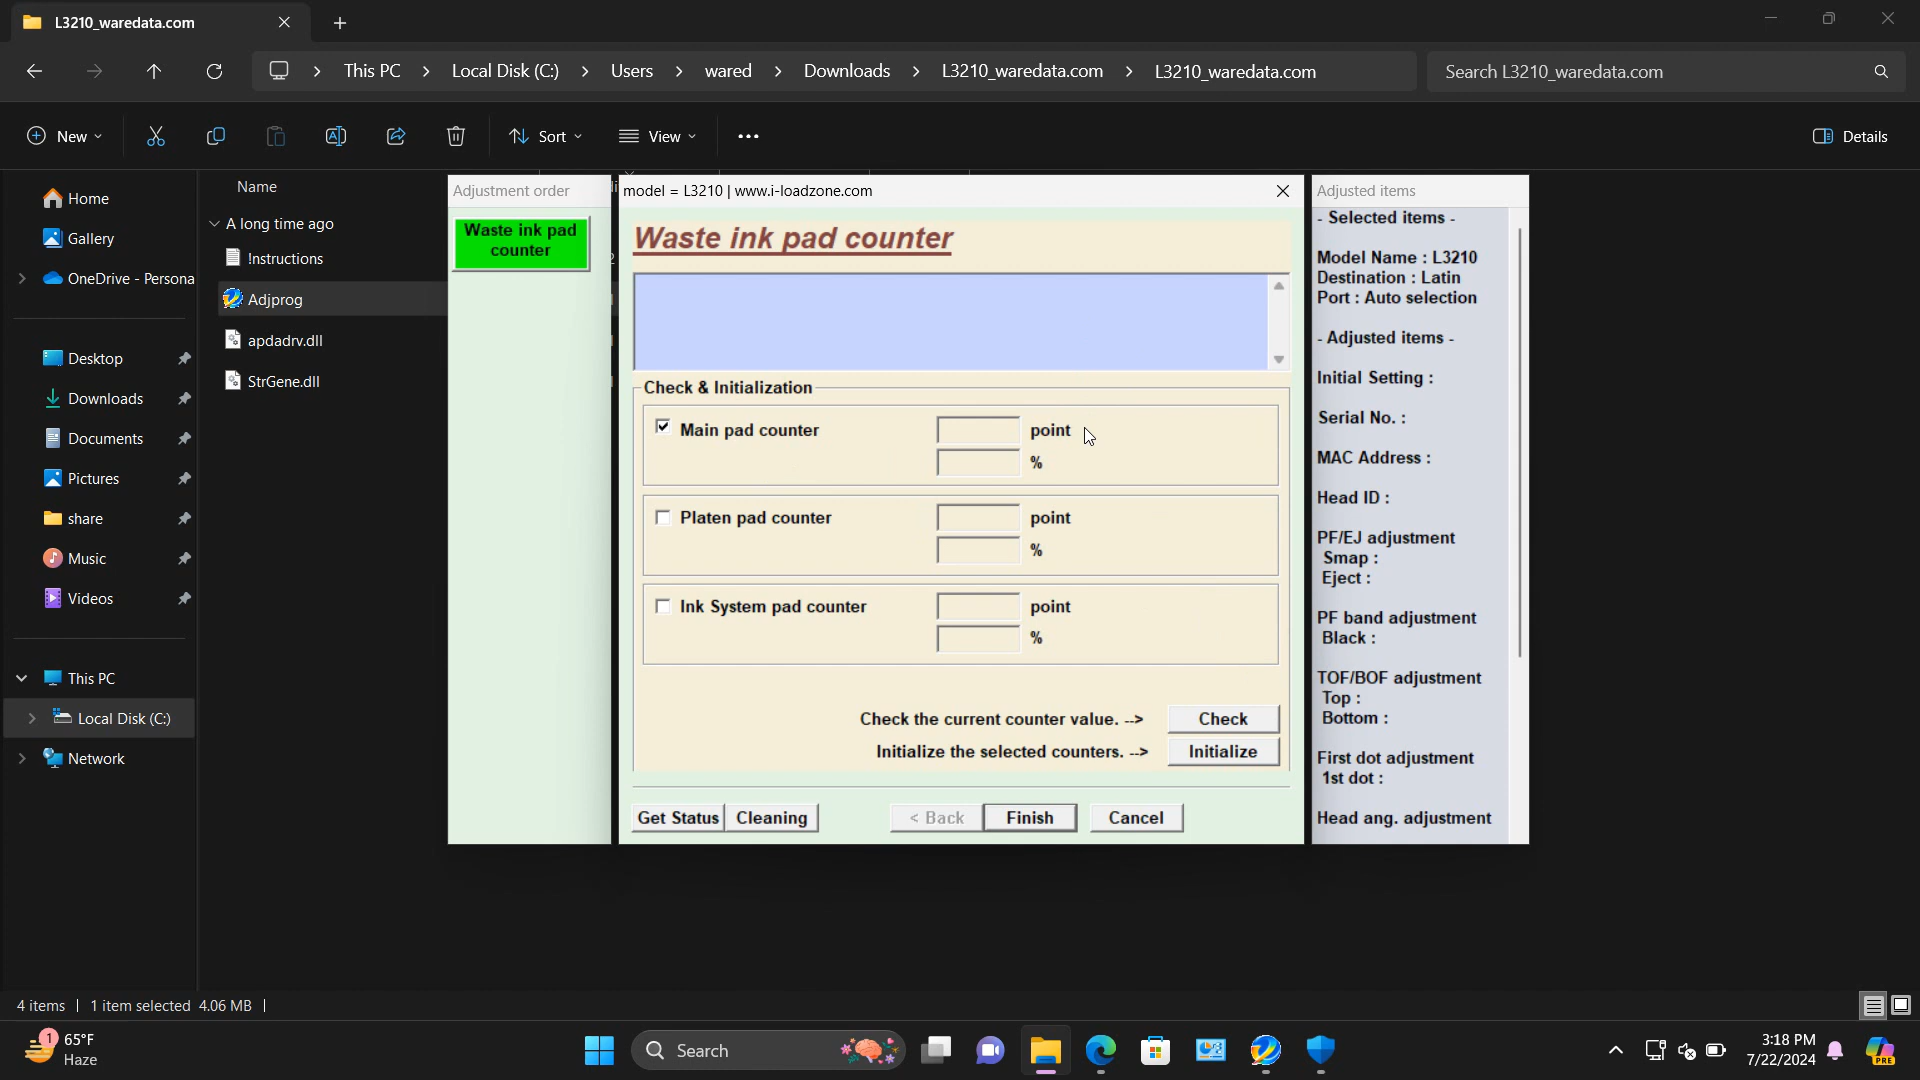 L3210_waredata.com
This PC
Local Disk (C:)
Users
wared
Downloads
L3210_waredata.com
L3210_waredata.com
Search L3210_waredata.com
New
Sort
View
Details
Home
Gallery
OneDrive - Persona
Desktop
Downloads
Documents
Pictures
share
Music
Videos
This PC
Local Disk (C:)
Network
Name
A long time ago
Instructions
Adjprog
apdadrv.dll
StrGene.dll
Adjustment order
Waste ink pad
counter
model = L3210 | www.i-loadzone.com
Waste ink pad counter
Check & Initialization
Main pad counter
point
%
Platen pad counter
point
%
Ink System pad counter
point
%
Check the current counter value. -->
Check
Initialize the selected counters. -->
Initialize
Get Status
Cleaning
< Back
Finish
Cancel
Adjusted items
- Selected items -
Model Name : L3210
Destination : Latin
Port : Auto selection
- Adjusted items -
Initial Setting :
Serial No. :
MAC Address :
Head ID :
PF/EJ adjustment
Smap :
Eject :
PF band adjustment
Black :
TOF/BOF adjustment
Top :
Bottom :
First dot adjustment
1st dot :
Head ang. adjustment
4 items
1 item selected 4.06 MB
1
65°F
Haze
Search
3:18 PM
7/22/2024
PRE